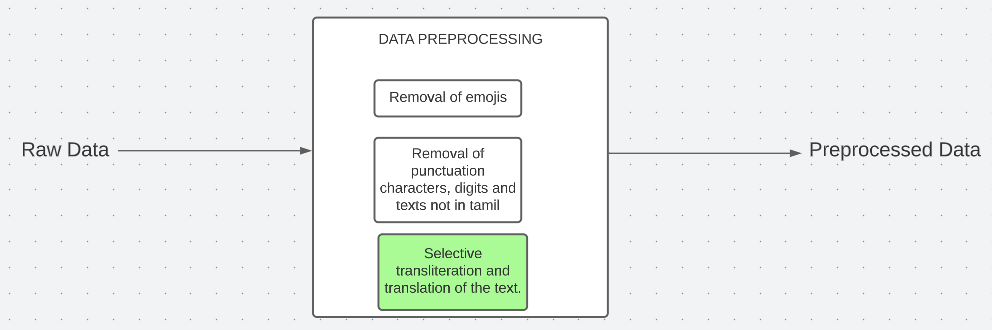 DATA PREPROCESSING
Removal of emojis
Raw Data
Removal of
punctuation
characters, digits and
texts not in tamil
Preprocessed Data
Selective
transliteration and
translation of the text.